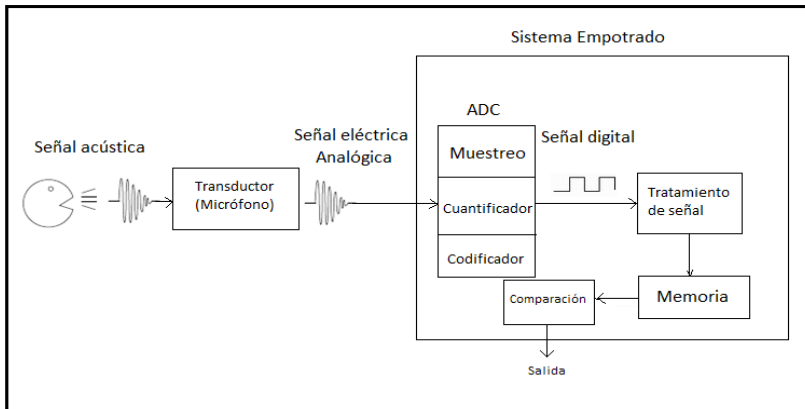 Sistema Empotrado
ADC
Señal acústica
Señal eléctrica
Analógica
Señal digital
Muestreo
Transductor
(Micrófono)
Cuantificador
Tratamiento
de señal
Codificador
Comparación
Memoria
Salida